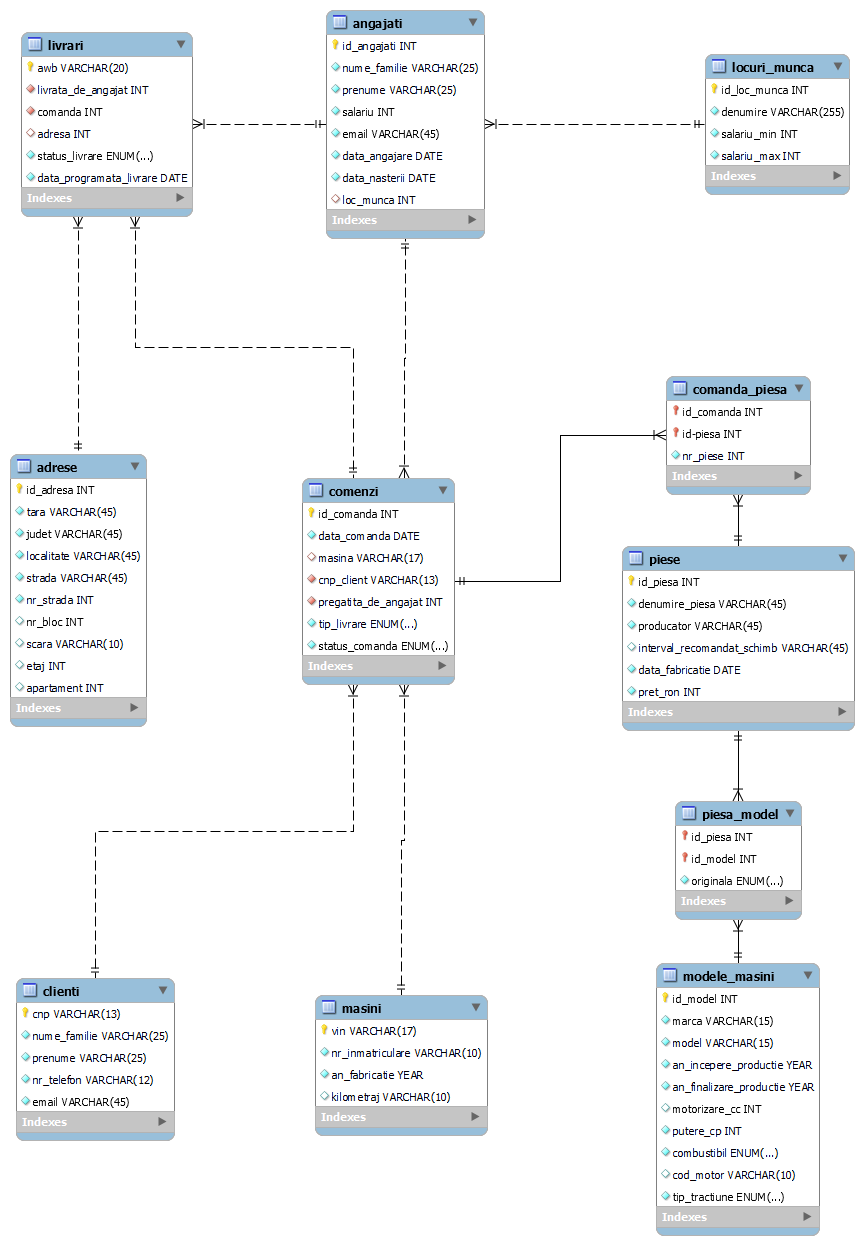 livrari
awb VARCHAR(20)
livrata_de_angajat INT
comanda INT
adresa INT
status_livrare ENUM(...)
data_programata_livrare DATE
Indexes
angajati
id_angajati INT
nume_familie VARCHAR(25)
prenume VARCHAR(25)
salariu INT
email VARCHAR(45)
data_angajare DATE
data_nasterii DATE
loc_munca INT
Indexes
locuri_munca
id_loc_munca INT
denumire VARCHAR(255)
salariu_min INT
salariu_max INT
Indexes
adrese
id_adresa INT
tara VARCHAR(45)
judet VARCHAR(45)
localitate VARCHAR(45)
strada VARCHAR(45)
nr_strada INT
nr_bloc INT
scara VARCHAR(10)
etaj INT
apartament INT
Indexes
comenzi
id_comanda INT
data_comanda DATE
masina VARCHAR(17)
cnp_client VARCHAR(13)
pregatita_de_angajat INT
tip_livrare ENUM(...)
status_comanda ENUM(...)
Indexes
comanda_piesa
id_comanda INT
id-piesa INT
nr_piese INT
Indexes
piese
id_piesa INT
denumire_piesa VARCHAR(45)
producator VARCHAR(45)
interval_recomandat_schimb VARCHAR(45)
data_fabricatie DATE
pret_ron INT
Indexes
piesa_model
id_piesa INT
id_model INT
originala ENUM(...)
Indexes
clienti
cnp VARCHAR(13)
nume_familie VARCHAR(25)
prenume VARCHAR(25)
nr_telefon VARCHAR(12)
email VARCHAR(45)
Indexes
masini
vin VARCHAR(17)
nr_inmatriculare VARCHAR(10)
an_fabricatie YEAR
kilometraj VARCHAR(10)
Indexes
modele_masini
id_model INT
marca VARCHAR(15)
model VARCHAR(15)
an_incepere_productie YEAR
an_finalizare_productie YEAR
motorizare_cc INT
putere_cp INT
combustibil ENUM(...)
cod_motor VARCHAR(10)
tip_tractiune ENUM(...)
Indexes